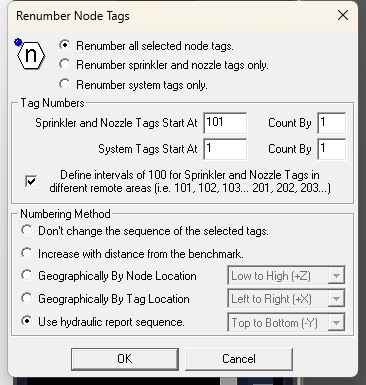 Renumber Node Tags
n
Renumber all selected node tags.
Renumber sprinkler and nozzle tags only.
Renumber system tags only.
Tag Numbers
Sprinkler and Nozzle Tags Start At 101 Count By 1
System Tags Start At 1 Count By 1
Define intervals of 100 for Sprinkler and Nozzle Tags in
different remote areas (i.e. 101, 102, 103... 201, 202, 203...)
Numbering Method
Don't change the sequence of the selected tags.
Increase with distance from the benchmark.
Geographically By Node Location Low to High (+Z)
Geographically By Tag Location Left to Right (+X)
Use hydraulic report sequence. Top to Bottom (-Y)
OK Cancel